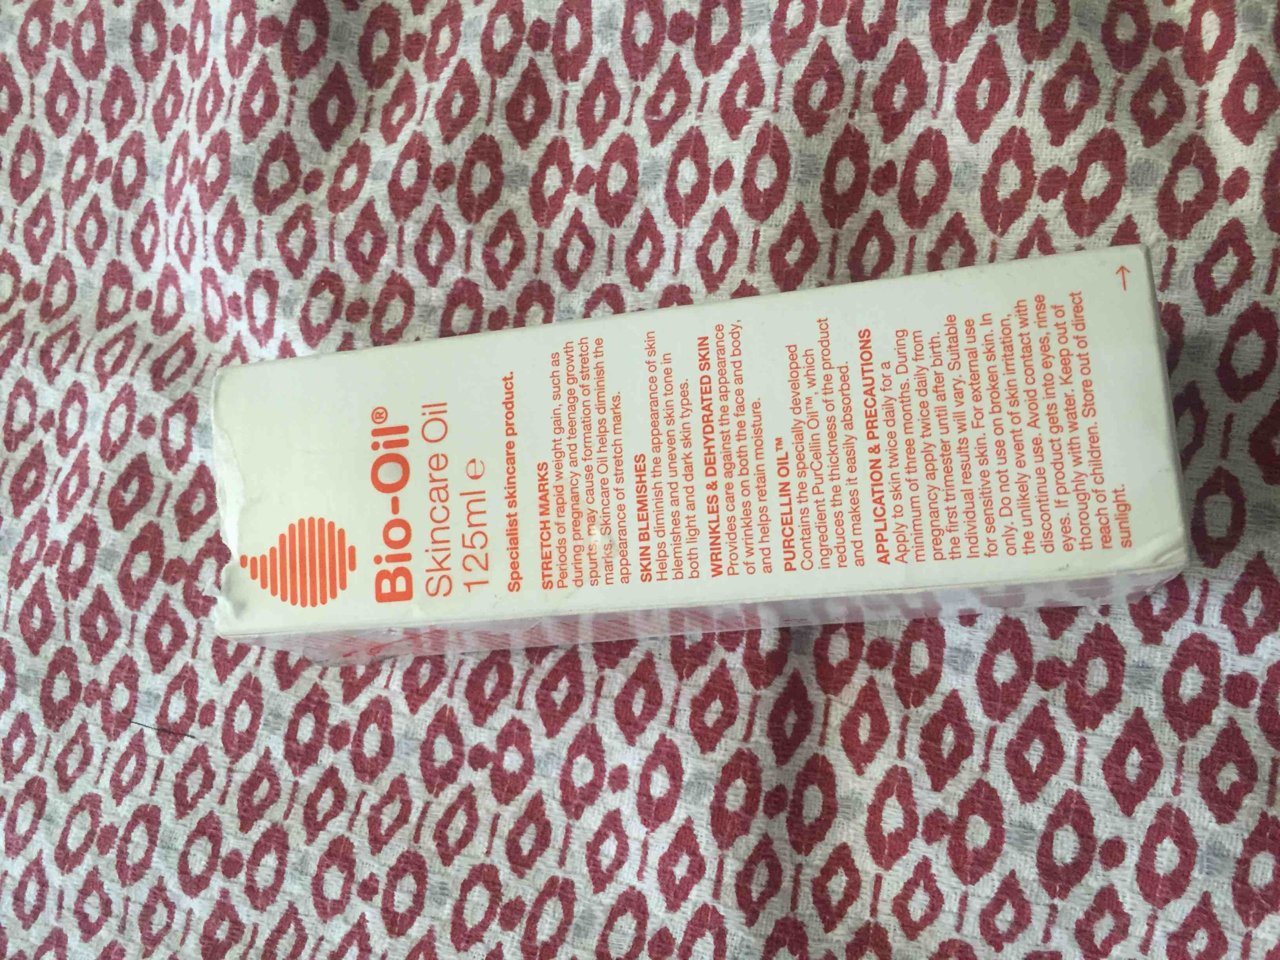 Bio-Oil®
Skincare Oil
125ml ℮
Specialist skincare product.
STRETCH MARKS
Periods of rapid weight gain, such as
during pregnancy and teenage growth
spurts, may cause formation of stretch
marks. Skincare Oil helps diminish the
appearance of stretch marks.
SKIN BLEMISHES
Helps diminish the appearance of skin
blemishes and uneven skin tone in
both light and dark skin types.
WRINKLES & DEHYDRATED SKIN
Provides care against the appearance
of wrinkles on both the face and body,
and helps retain moisture.
PURCELLIN OIL™
Contains the specially developed
ingredient PurCellin Oil™, which
reduces the thickness of the product
and makes it easily absorbed.
APPLICATION & PRECAUTIONS
Apply to skin twice daily for a
minimum of three months. During
pregnancy apply twice daily from
the first trimester until after birth.
Individual results will vary. Suitable
for sensitive skin. For external use
only. Do not use on broken skin. In
the unlikely event of skin irritation,
discontinue use. Avoid contact with
eyes. If product gets into eyes, rinse
thoroughly with water. Keep out of
reach of children. Store out of direct
sunlight.
→